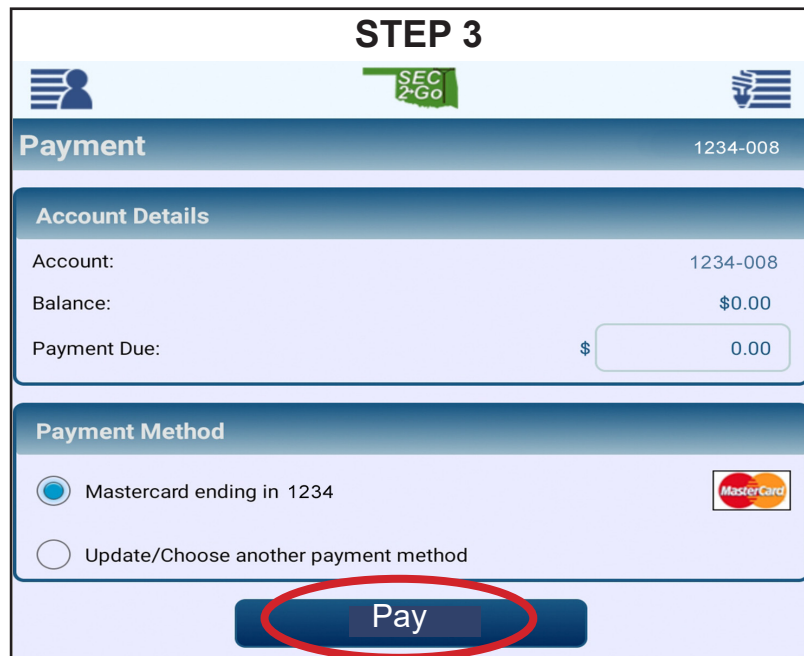 STEP 3
SEC
2·Go
Payment 1234-008
Account Details
Account: 1234-008
Balance: $0.00
Payment Due: $ 0.00
Payment Method
Mastercard ending in 1234 MasterCard
Update/Choose another payment method
Pay